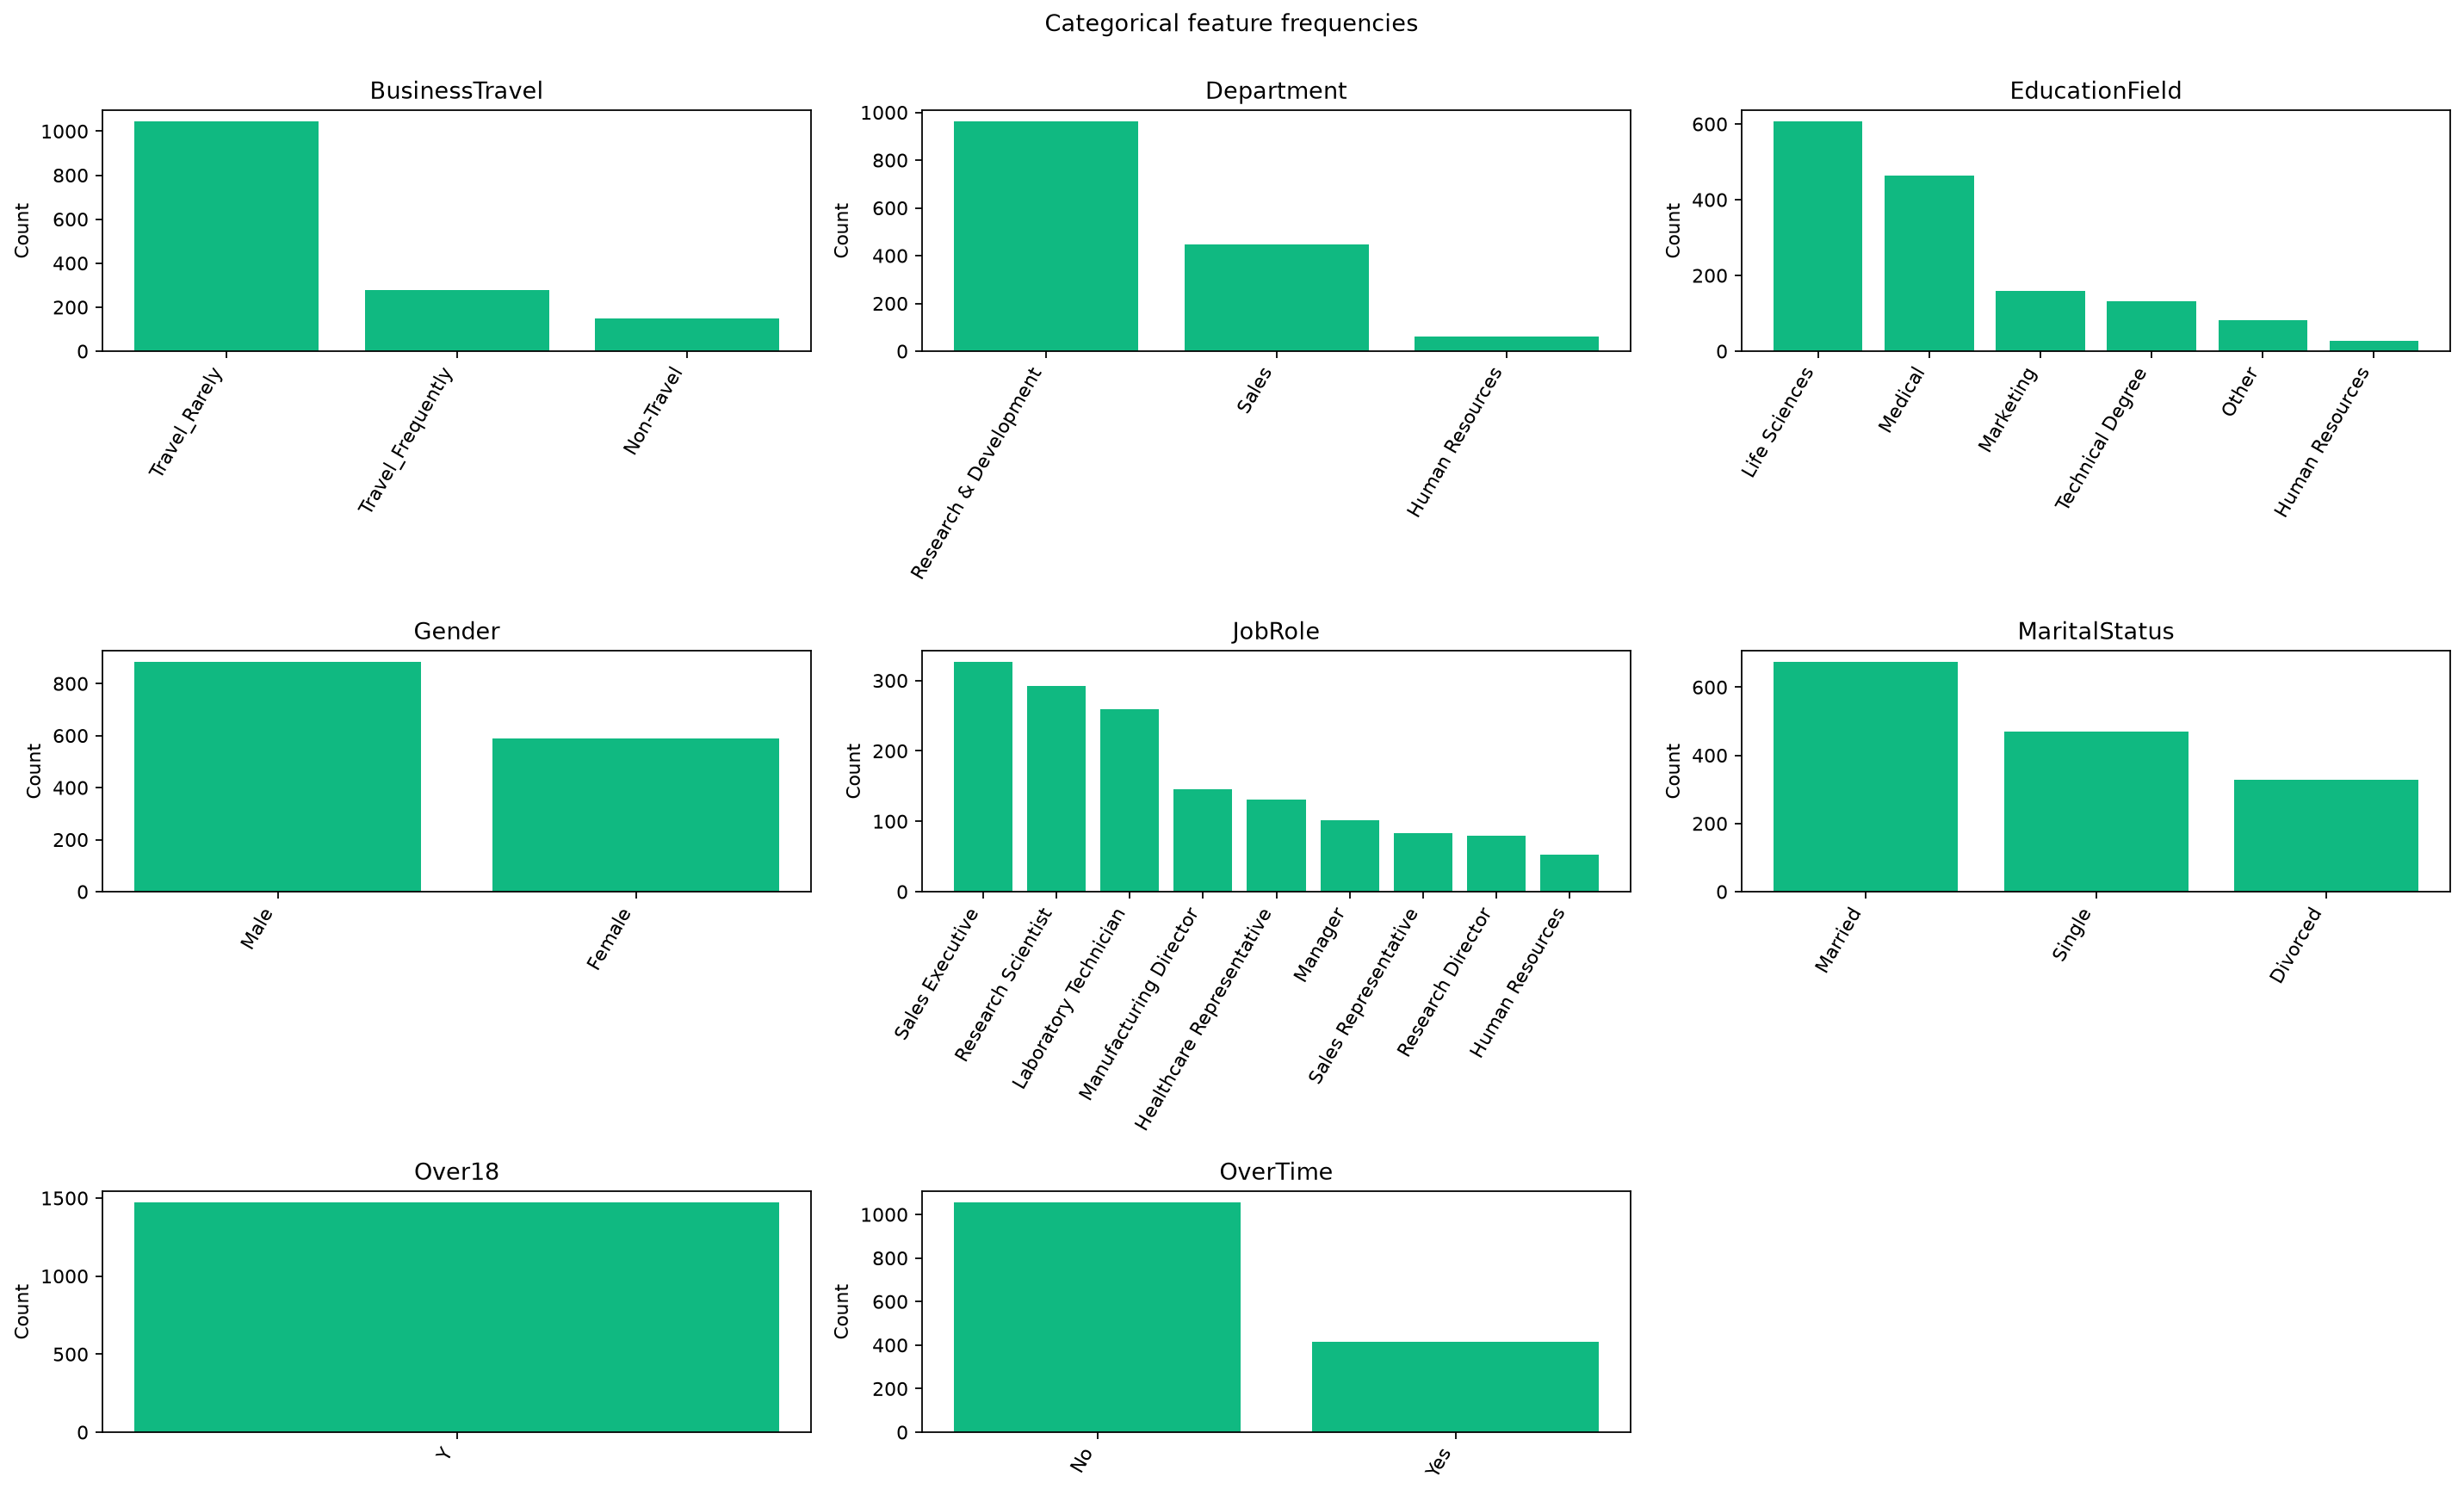 Categorical feature frequencies
BusinessTravel
Count
1000
800
600
400
200
0
Travel_Rarely
Travel_Frequently
Non-Travel
Department
Count
1000
800
600
400
200
0
Research & Development
Sales
Human Resources
EducationField
Count
600
400
200
0
Life Sciences
Medical
Marketing
Technical Degree
Other
Human Resources
Gender
Count
800
600
400
200
0
Male
Female
JobRole
Count
300
200
100
0
Sales Executive
Research Scientist
Laboratory Technician
Manufacturing Director
Healthcare Representative
Manager
Sales Representative
Research Director
Human Resources
MaritalStatus
Count
600
400
200
0
Married
Single
Divorced
Over18
Count
1500
1000
500
0
Y
OverTime
Count
1000
800
600
400
200
0
No
Yes